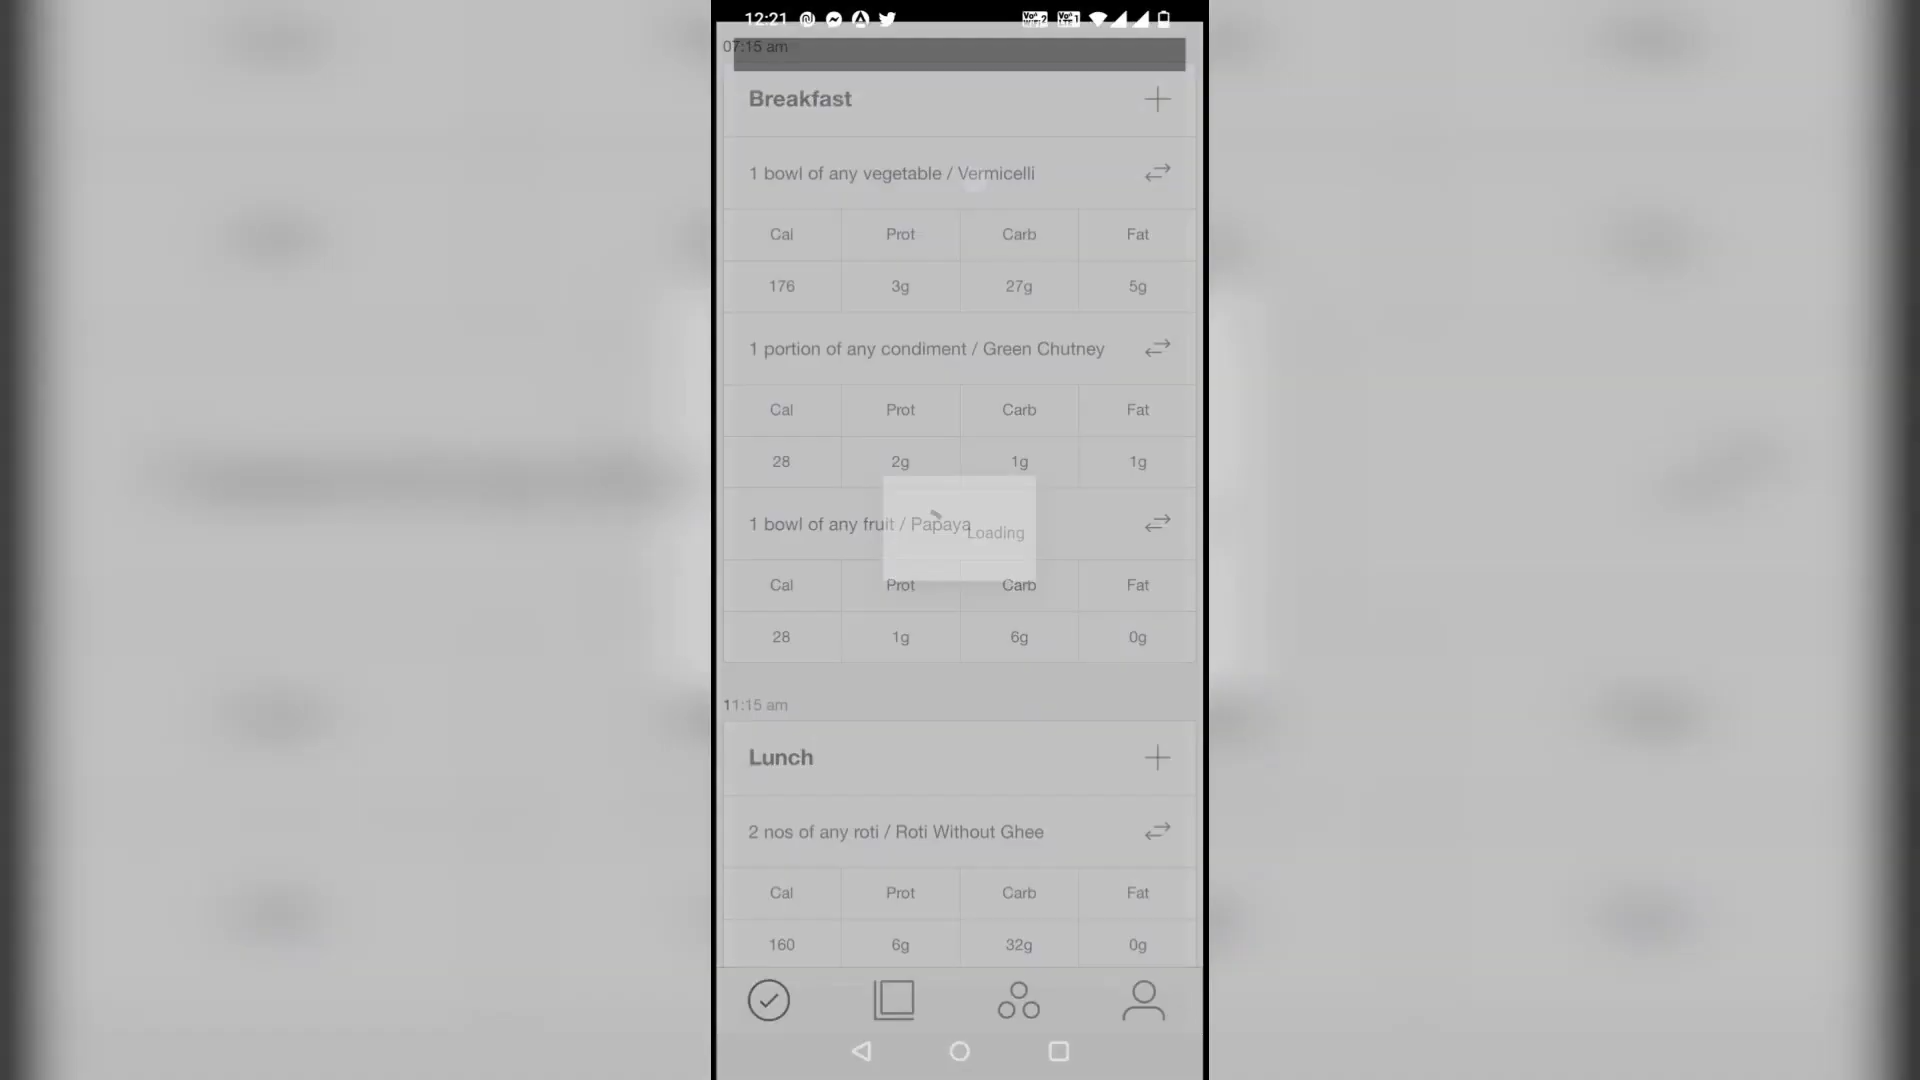 12:21
07:15 am
Breakfast
1 bowl of any vegetable / Vermicelli
Cal Prot Carb Fat
176 3g 27g 5g
1 portion of any condiment / Green Chutney
Cal Prot Carb Fat
28 2g 1g 1g
1 bowl of any fruit / Papaya
Loading
Cal Prot Carb Fat
28 1g 6g 0g
11:15 am
Lunch
2 nos of any roti / Roti Without Ghee
Cal Prot Carb Fat
160 6g 32g 0g